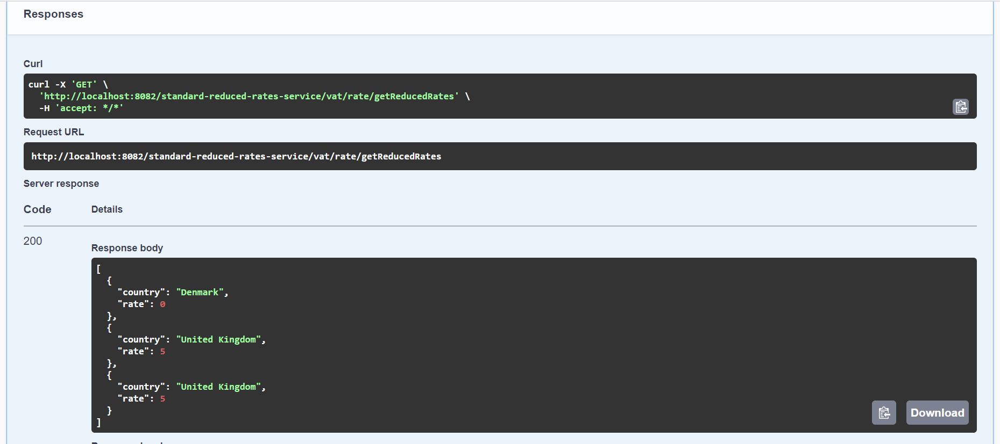 Responses
Curl
curl -X 'GET' \
  'http://localhost:8082/standard-reduced-rates-service/vat/rate/getReducedRates' \
  -H 'accept: */*'
Request URL
http://localhost:8082/standard-reduced-rates-service/vat/rate/getReducedRates
Server response
Code Details
200
Response body
[
  {
    "country": "Denmark",
    "rate": 0
  },
  {
    "country": "United Kingdom",
    "rate": 5
  },
  {
    "country": "United Kingdom",
    "rate": 5
  }
]
Download